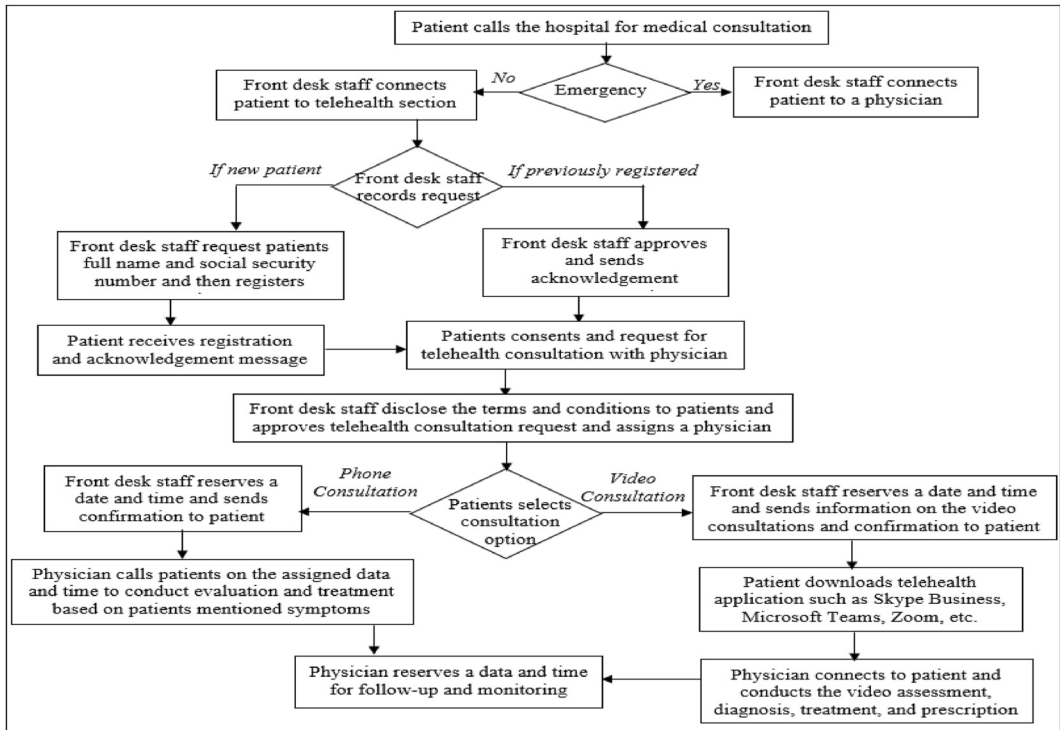 Patient calls the hospital for medical consultation
Emergency
No
Yes
Front desk staff connects
patient to telehealth section
Front desk staff connects
patient to a physician
If new patient
Front desk staff
records request
If previously registered
Front desk staff request patients
full name and social security
number and then registers
Front desk staff approves
and sends
acknowledgement
Patient receives registration
and acknowledgement message
Patients consents and request for
telehealth consultation with physician
Front desk staff disclose the terms and conditions to patients and
approves telehealth consultation request and assigns a physician
Phone
Consultation
Patients selects
consultation
option
Video
Consultation
Front desk staff reserves a
date and time and sends
confirmation to patient
Front desk staff reserves a date and time
and sends information on the video
consultations and confirmation to patient
Physician calls patients on the assigned data
and time to conduct evaluation and treatment
based on patients mentioned symptoms
Patient downloads telehealth
application such as Skype Business,
Microsoft Teams, Zoom, etc.
Physician reserves a data and time
for follow-up and monitoring
Physician connects to patient and
conducts the video assessment,
diagnosis, treatment, and prescription